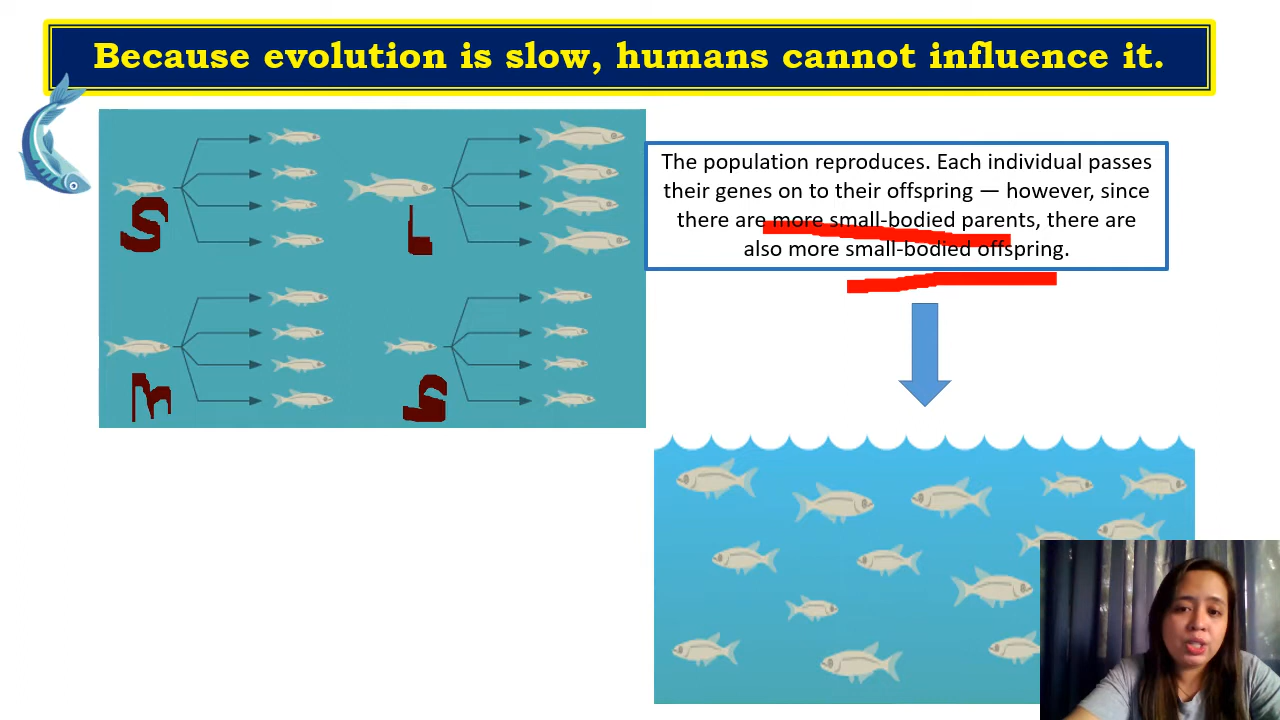 Because evolution is slow, humans cannot influence it.
S
L
The population reproduces. Each individual passes
their genes on to their offspring — however, since
there are more small-bodied parents, there are
also more small-bodied offspring.
m
S